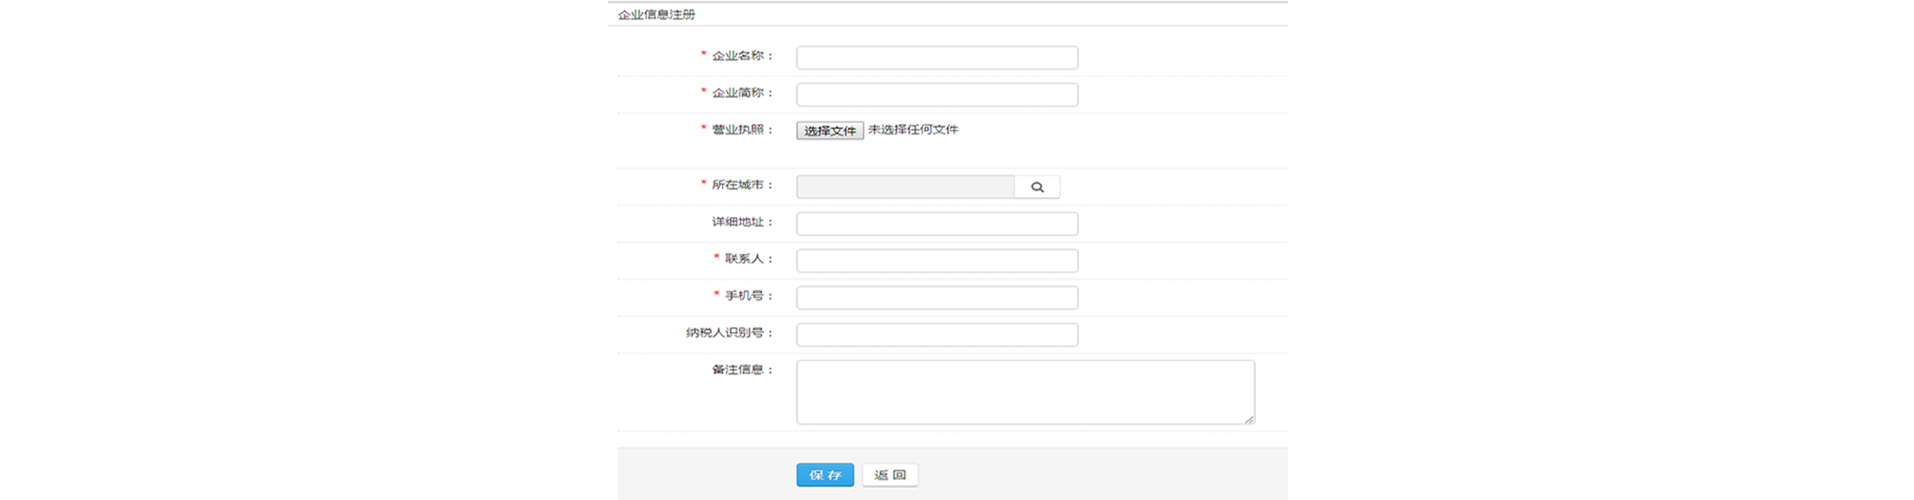 企业信息注册
* 企业名称：
* 企业简称：
* 营业执照： 选择文件 未选择任何文件
* 所在城市：
详细地址：
* 联系人：
* 手机号：
纳税人识别号：
备注信息：
保存 返回